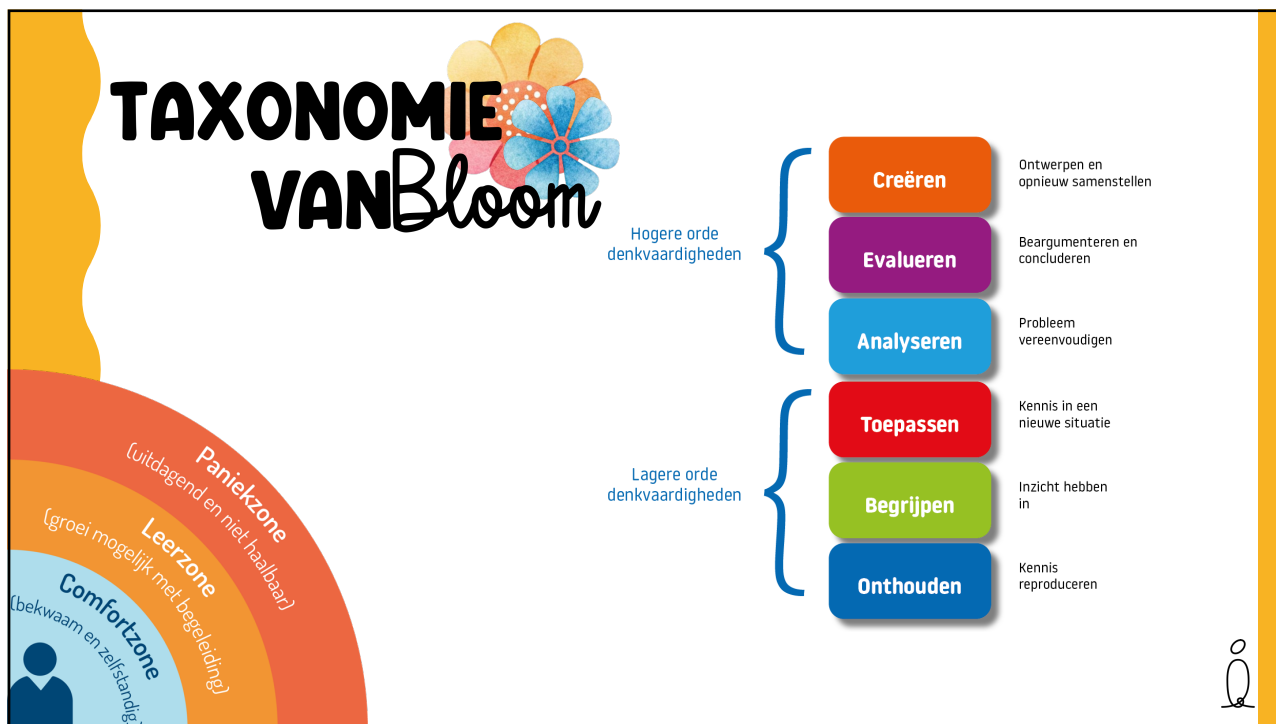 TAXONOMIE
VAN Bloom
Hogere orde
denkvaardigheden
Creëren
Ontwerpen en
opnieuw samenstellen
Evalueren
Beargumenteren en
concluderen
Analyseren
Probleem
vereenvoudigen
Lagere orde
denkvaardigheden
Toepassen
Kennis in een
nieuwe situatie
Begrijpen
Inzicht hebben
in
Onthouden
Kennis
reproduceren
Paniekzone
(uitdagend en niet haalbaar)
Leerzone
(groei mogelijk met begeleiding)
Comfortzone
(bekwaam en zelfstandig)